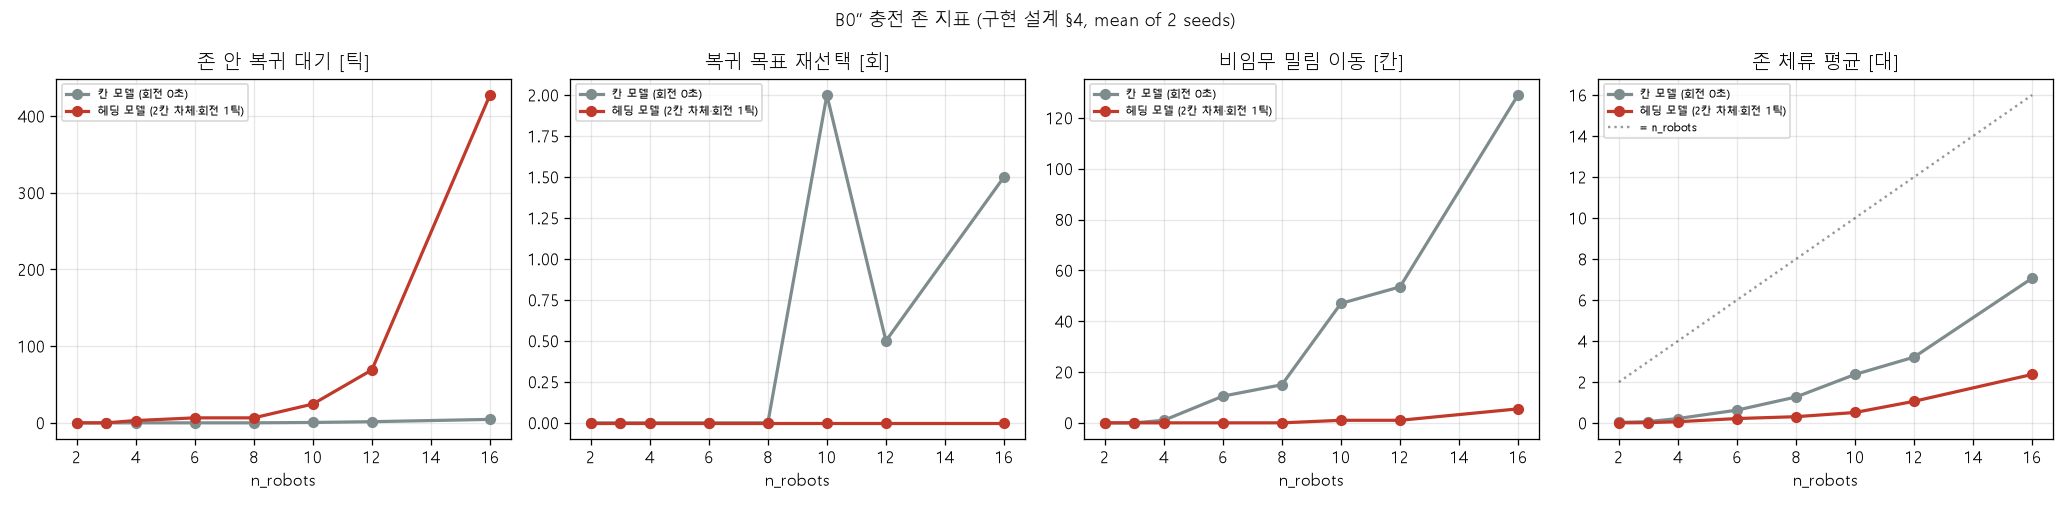 B0″ 충전 존 지표 (구현 설계 §4, mean of 2 seeds)
존 안 복귀 대기 [틱]
칸 모델 (회전 0초)
헤딩 모델 (2칸 차체·회전 1틱)
400
300
200
100
0
2 4 6 8 10 12 14 16
n_robots
복귀 목표 재선택 [회]
칸 모델 (회전 0초)
헤딩 모델 (2칸 차체·회전 1틱)
2.00
1.75
1.50
1.25
1.00
0.75
0.50
0.25
0.00
2 4 6 8 10 12 14 16
n_robots
비임무 밀림 이동 [칸]
칸 모델 (회전 0초)
헤딩 모델 (2칸 차체·회전 1틱)
120
100
80
60
40
20
0
2 4 6 8 10 12 14 16
n_robots
존 체류 평균 [대]
칸 모델 (회전 0초)
헤딩 모델 (2칸 차체·회전 1틱)
= n_robots
16
14
12
10
8
6
4
2
0
2 4 6 8 10 12 14 16
n_robots